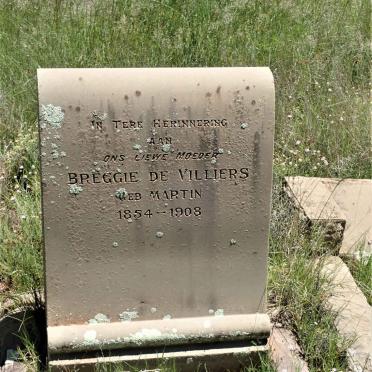 IN TERE HERINNERING
AAN
ONS LIEWE MOEDER
BREGGIE DE VILLIERS
GEB MARTIN
1854-1908